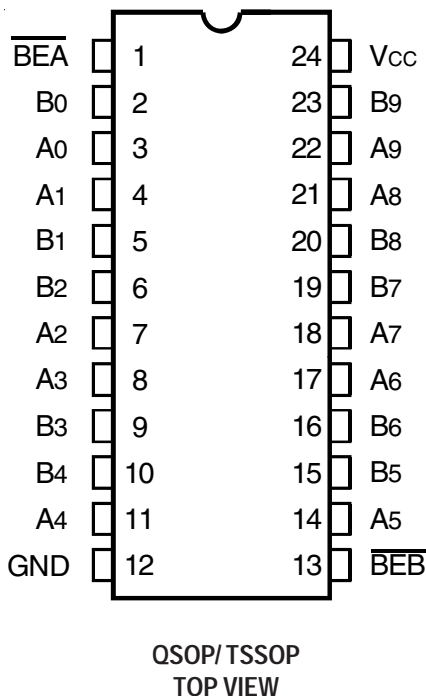 BEA 1 24 VCC
B0 2 23 B9
A0 3 22 A9
A1 4 21 A8
B1 5 20 B8
B2 6 19 B7
A2 7 18 A7
A3 8 17 A6
B3 9 16 B6
B4 10 15 B5
A4 11 14 A5
GND 12 13 BEB
QSOP/ TSSOP
TOP VIEW